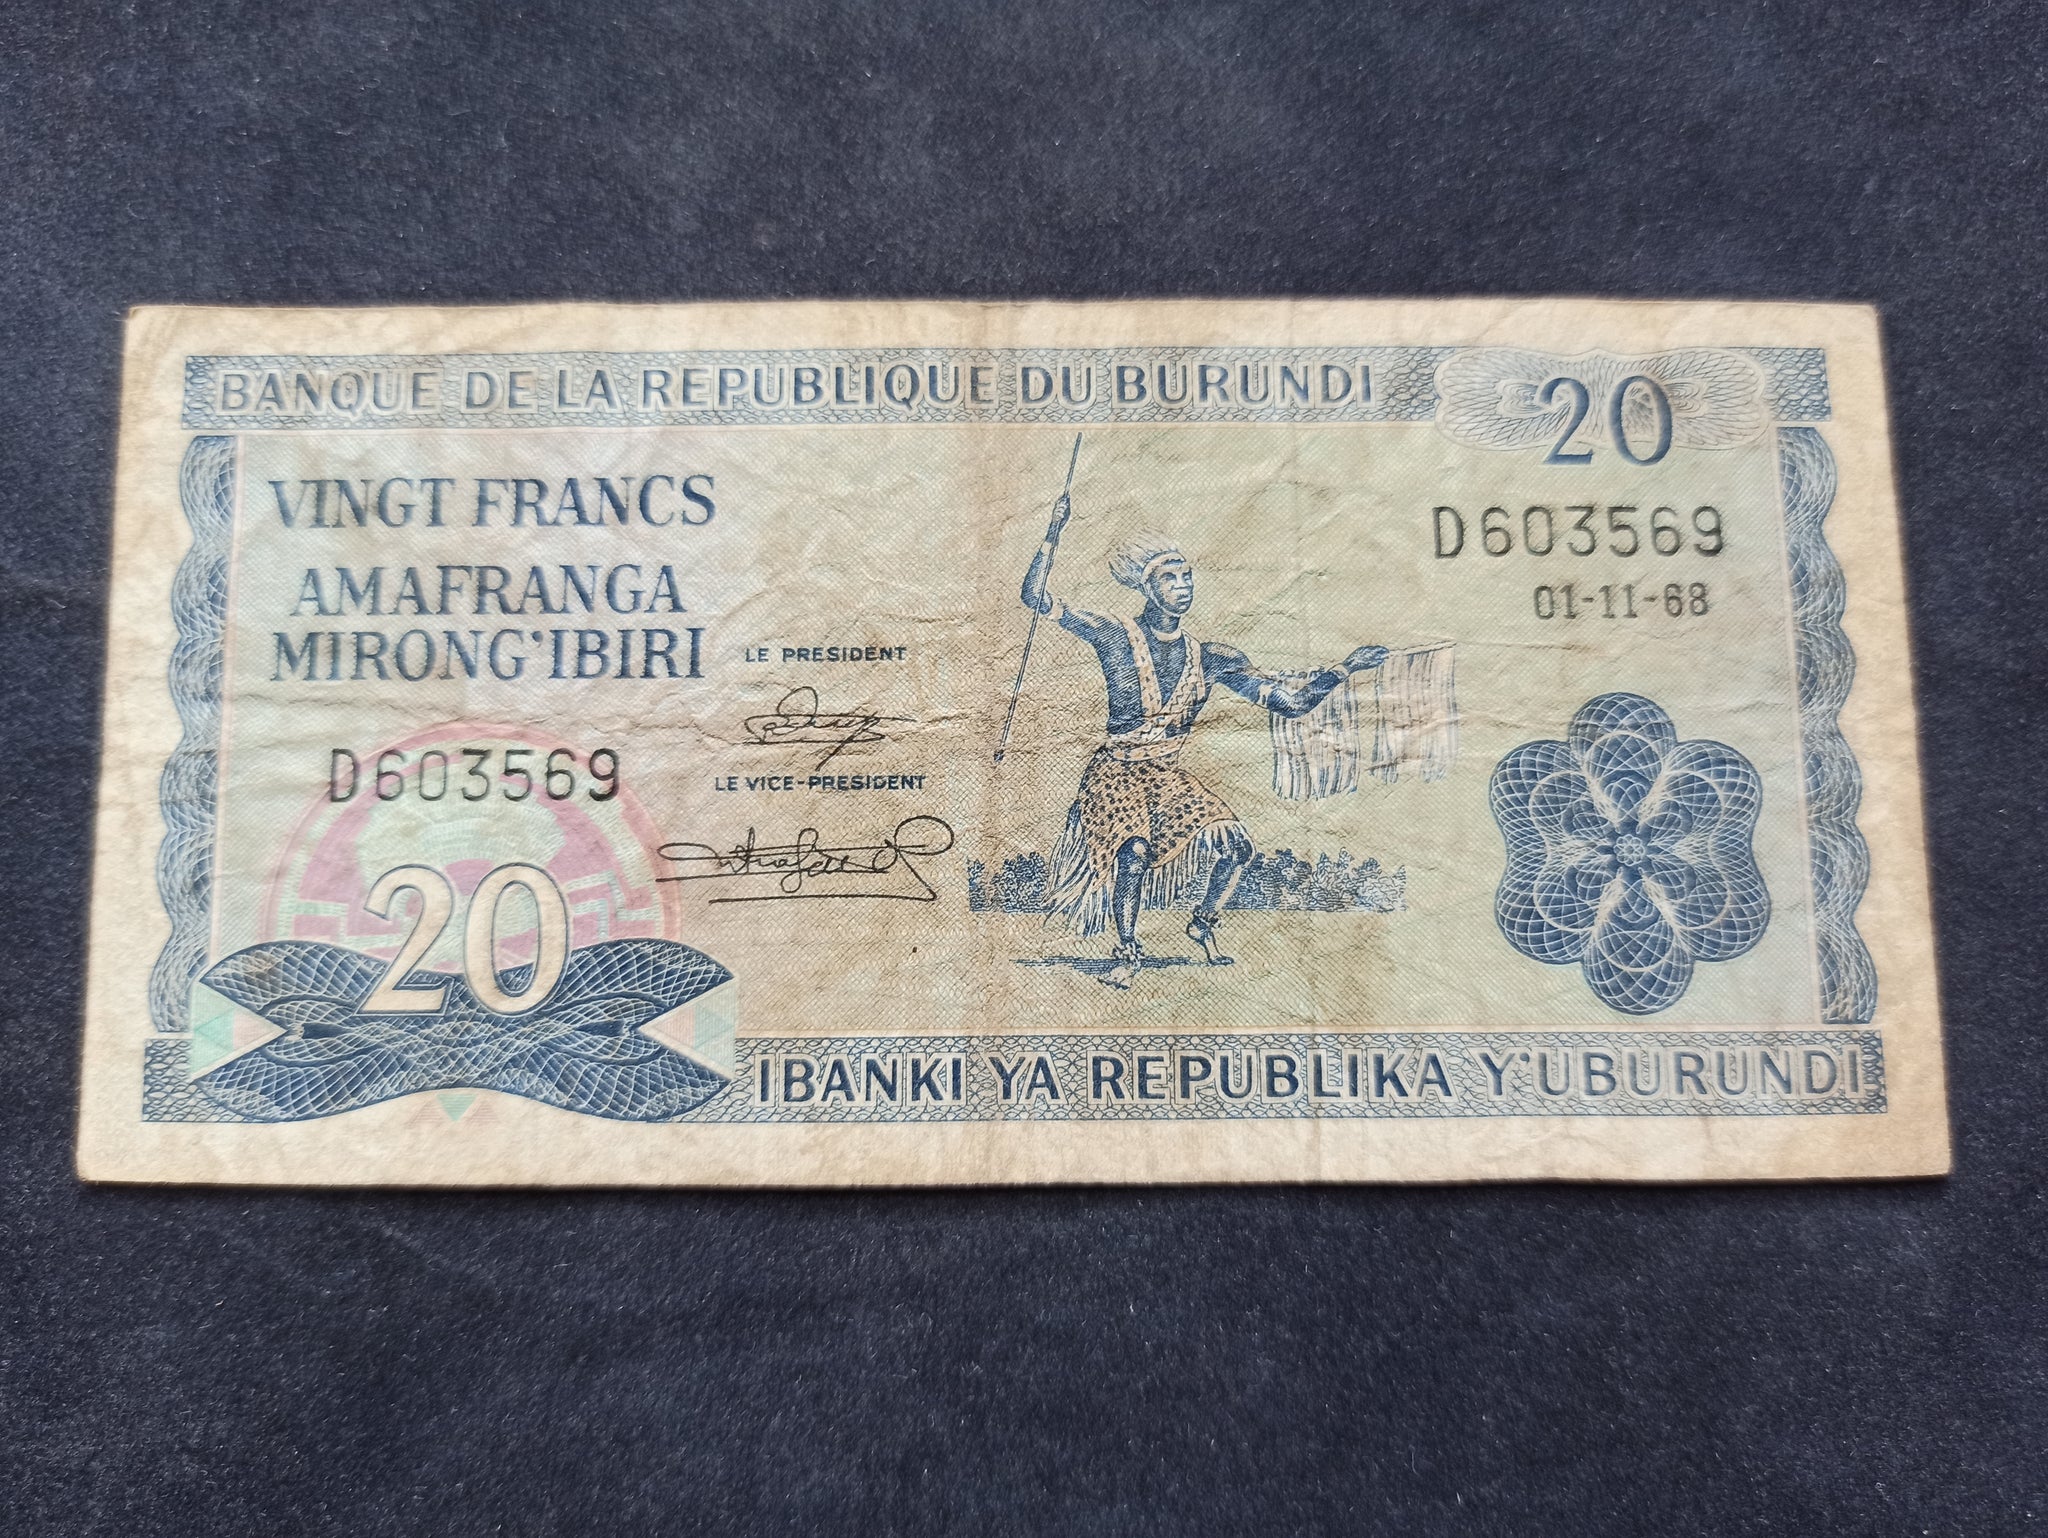 BANQUE DE LA REPUBLIQUE DU BURUNDI
20
VINGT FRANCS
AMAFRANGA
MIRONG'IBIRI
D603569
01-11-68
LE PRESIDENT
LE VICE-PRESIDENT
D603569
20
IBANKI YA REPUBLIKA Y'UBURUNDI